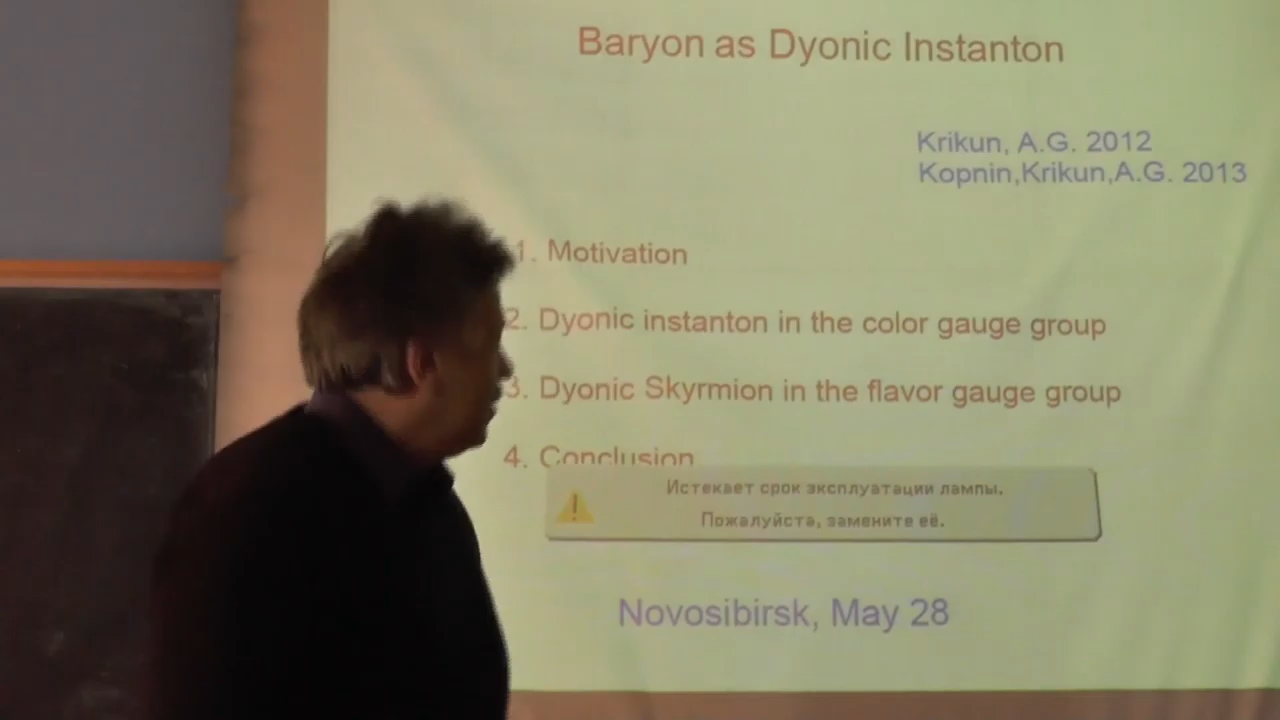 Baryon as Dyonic Instanton
Krikun, A.G. 2012
Kopnin,Krikun,A.G. 2013
1. Motivation
2. Dyonic instanton in the color gauge group
3. Dyonic Skyrmion in the flavor gauge group
4. Conclusion
Истекает срок эксплуатации лампы.
Пожалуйста, замените её.
Novosibirsk, May 28